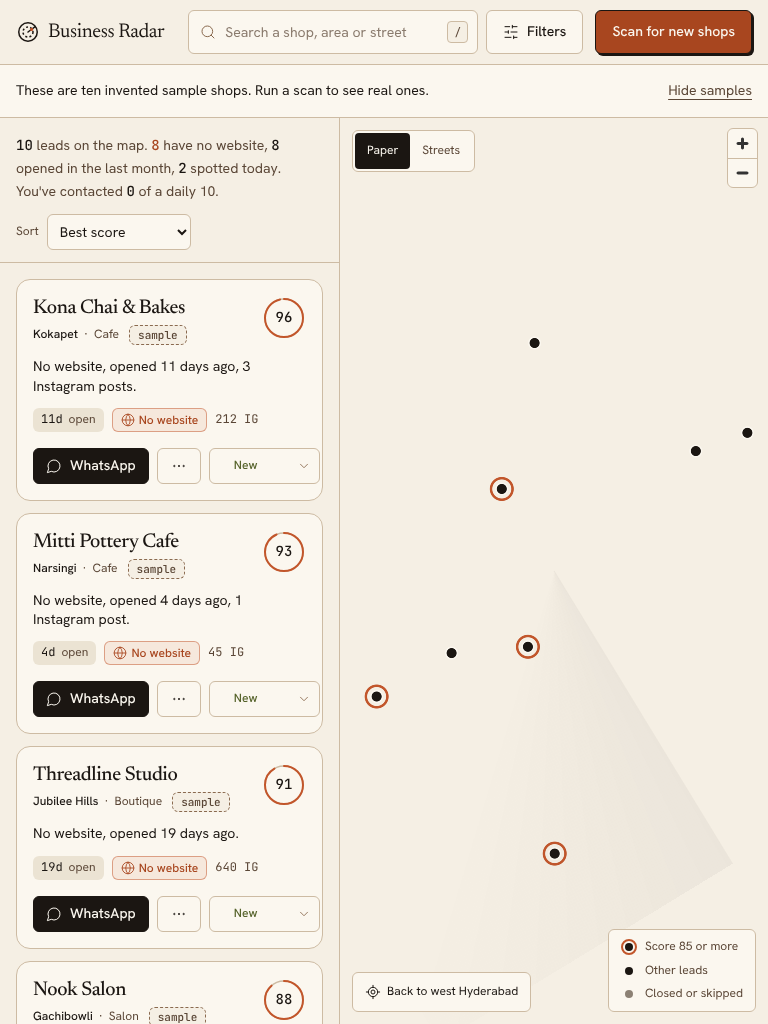 Business Radar
Search a shop, area or street
/
Filters
Scan for new shops
These are ten invented sample shops. Run a scan to see real ones.
Hide samples
10 leads on the map. 8 have no website, 8
opened in the last month, 2 spotted today.
You've contacted 0 of a daily 10.
Sort
Best score
Kona Chai & Bakes
96
Kokapet · Cafe sample
No website, opened 11 days ago, 3
Instagram posts.
11d open No website 212 IG
WhatsApp ··· New
Mitti Pottery Cafe
93
Narsingi · Cafe sample
No website, opened 4 days ago, 1
Instagram post.
4d open No website 45 IG
WhatsApp ··· New
Threadline Studio
91
Jubilee Hills · Boutique sample
No website, opened 19 days ago.
19d open No website 640 IG
WhatsApp ··· New
Nook Salon
88
Gachibowli · Salon sample
Paper
Streets
+
−
Back to west Hyderabad
Score 85 or more
Other leads
Closed or skipped